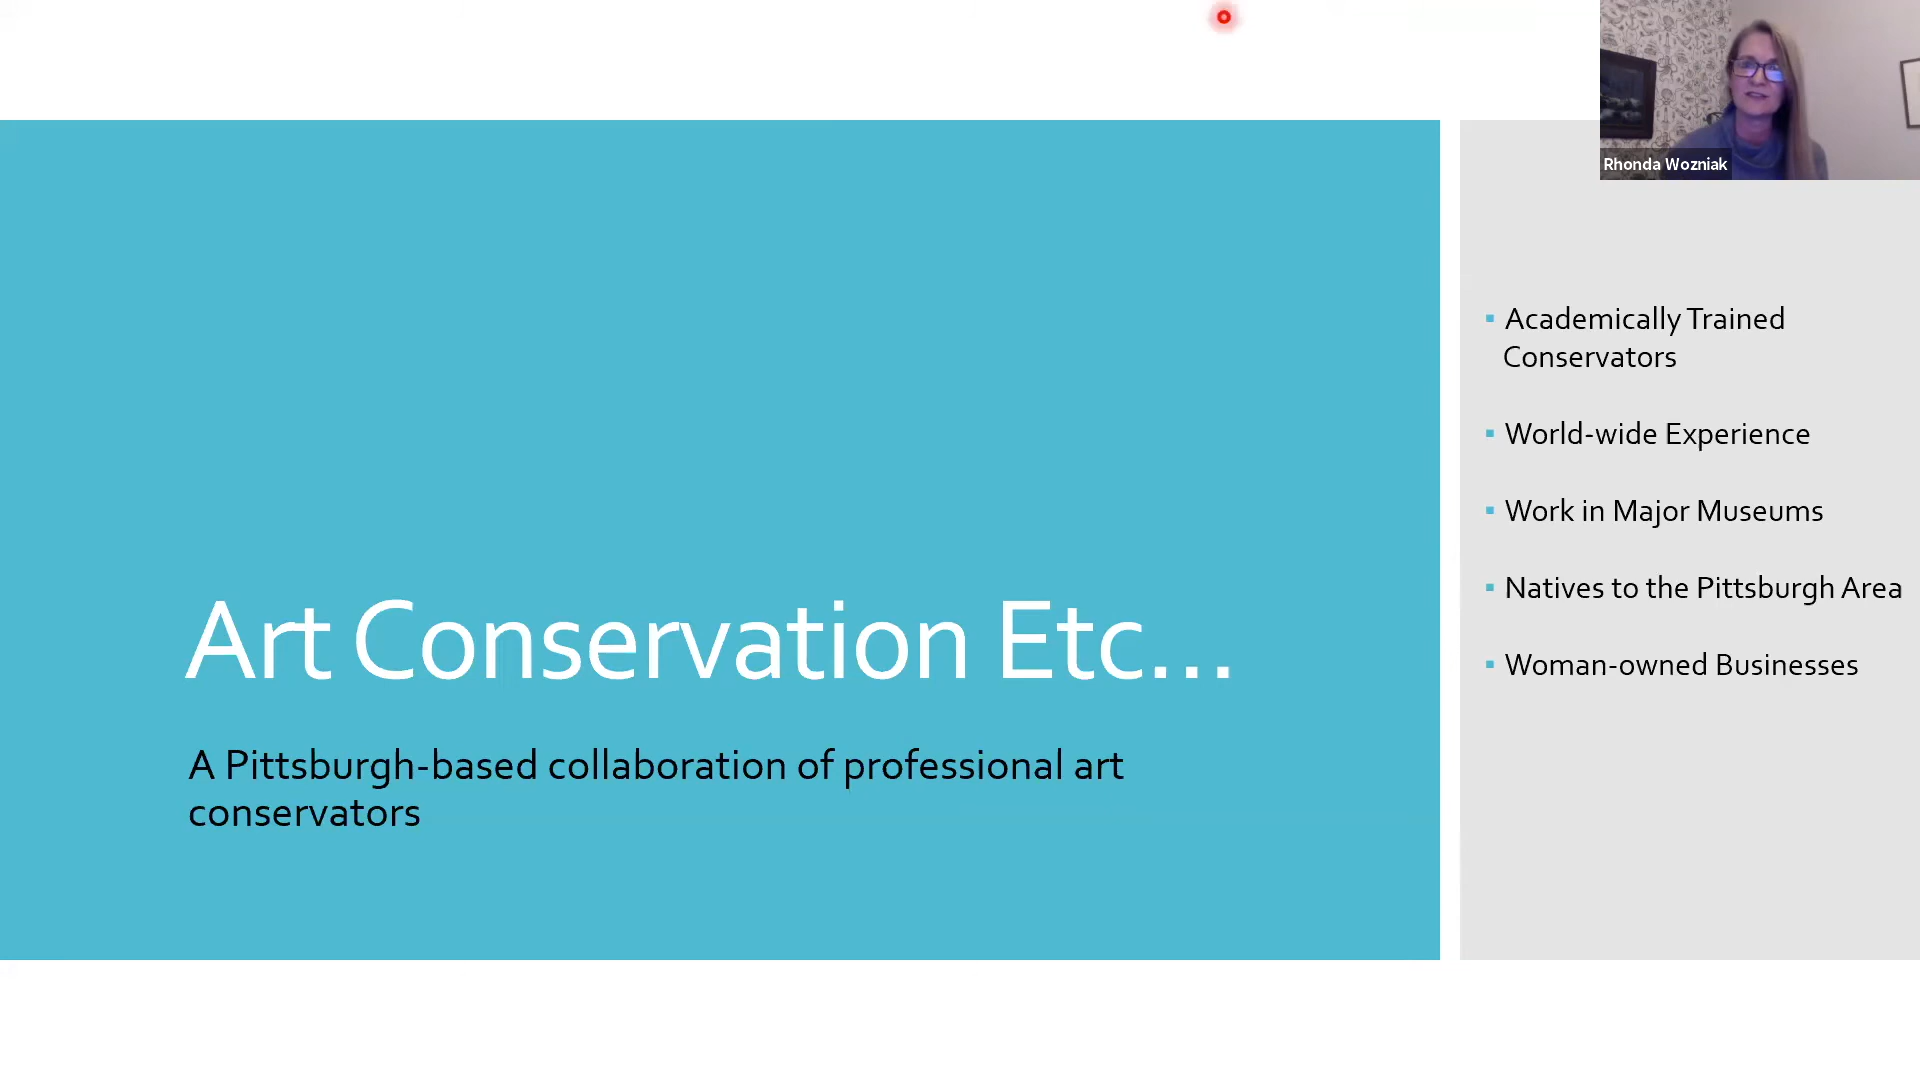 Rhonda Wozniak
Academically Trained
Conservators
World-wide Experience
Work in Major Museums
Natives to the Pittsburgh Area
Woman-owned Businesses
Art Conservation Etc...
A Pittsburgh-based collaboration of professional art
conservators